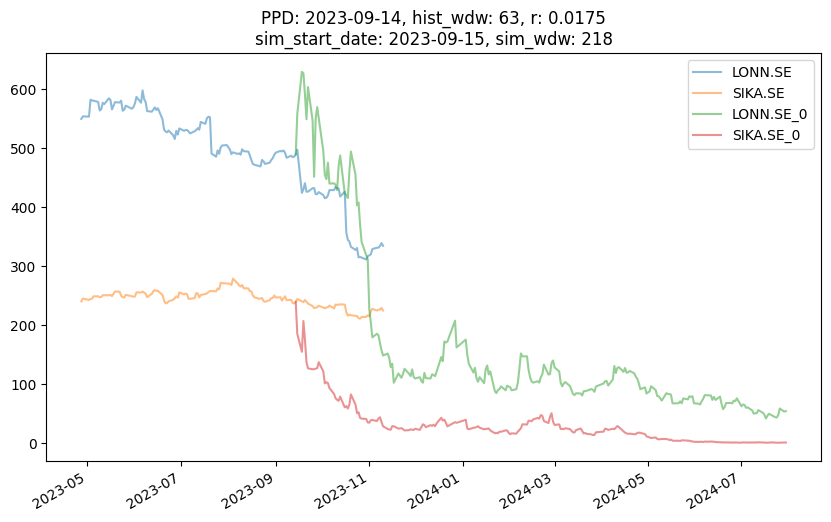 PPD: 2023-09-14, hist_wdw: 63, r: 0.0175
sim_start_date: 2023-09-15, sim_wdw: 218
LONN.SE
SIKA.SE
LONN.SE_0
SIKA.SE_0
600
500
400
300
200
100
0
2023-05
2023-07
2023-09
2023-11
2024-01
2024-03
2024-05
2024-07